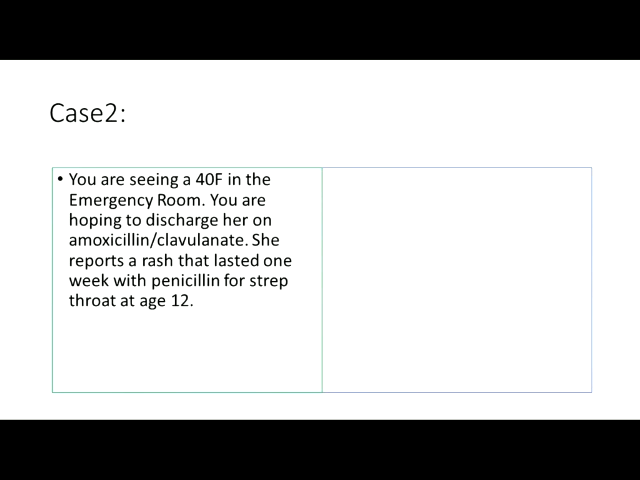 Case2:
• You are seeing a 40F in the
Emergency Room. You are
hoping to discharge her on
amoxicillin/clavulanate. She
reports a rash that lasted one
week with penicillin for strep
throat at age 12.